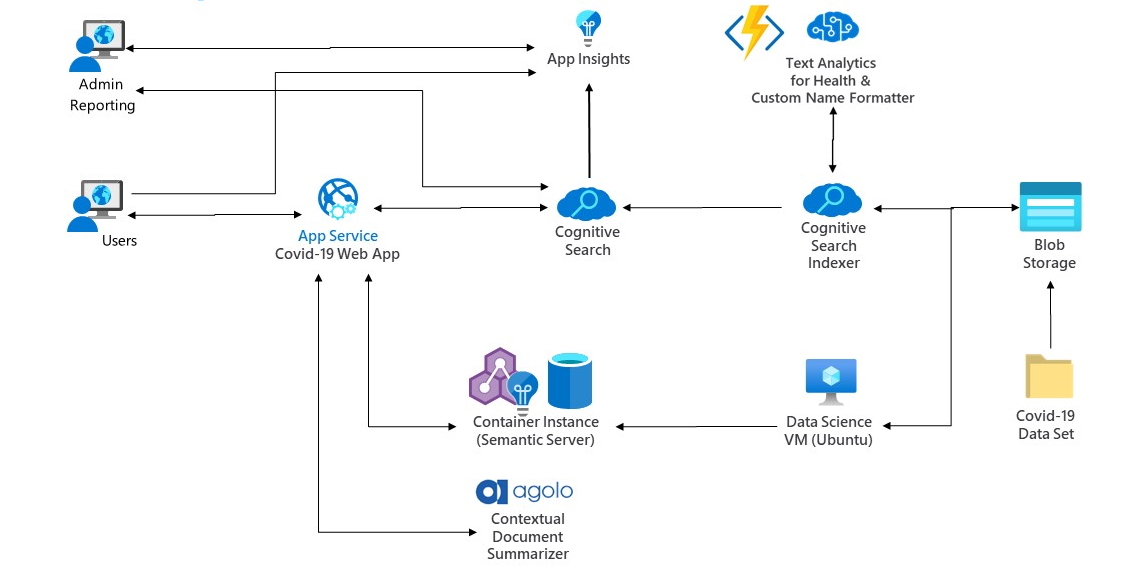 Admin
Reporting
App Insights
Text Analytics
for Health &
Custom Name Formatter
Users
App Service
Covid-19 Web App
Cognitive
Search
Cognitive
Search
Indexer
Blob
Storage
Container Instance
(Semantic Server)
Data Science
VM (Ubuntu)
Covid-19
Data Set
agolo
Contextual
Document
Summarizer